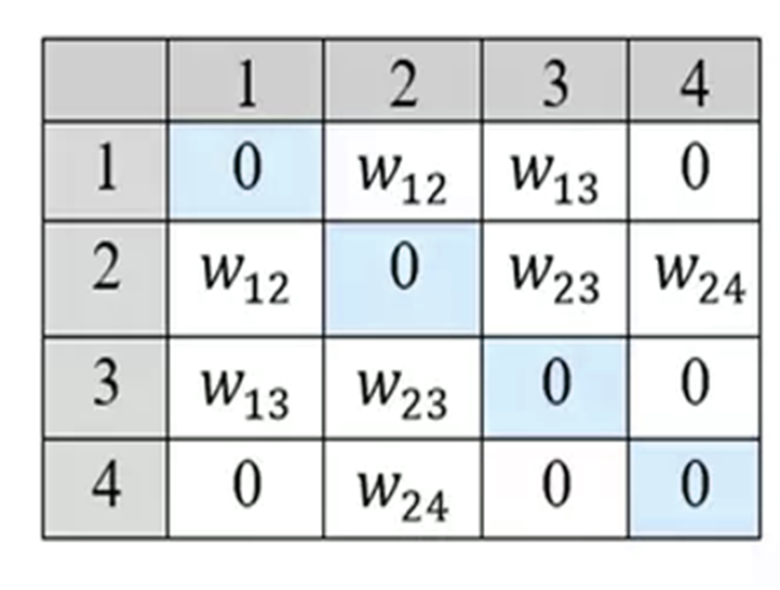 1 2 3 4
1 0 w₁₂ w₁₃ 0
2 w₁₂ 0 w₂₃ w₂₄
3 w₁₃ w₂₃ 0 0
4 0 w₂₄ 0 0